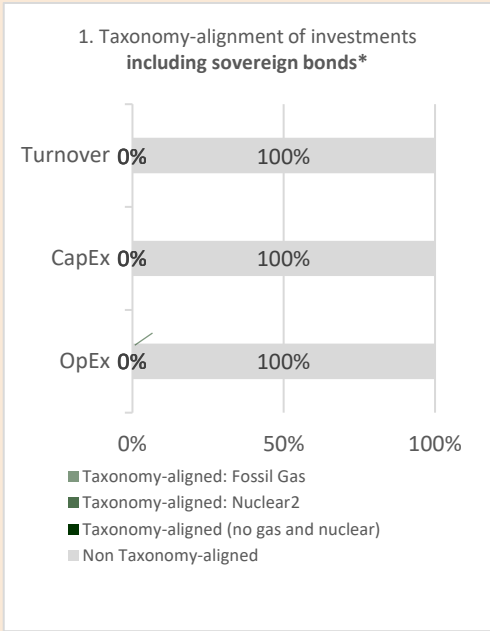 1. Taxonomy-alignment of investments
including sovereign bonds*
Turnover 0% 100%
CapEx 0% 100%
OpEx 0% 100%
0% 50% 100%
Taxonomy-aligned: Fossil Gas
Taxonomy-aligned: Nuclear2
Taxonomy-aligned (no gas and nuclear)
Non Taxonomy-aligned